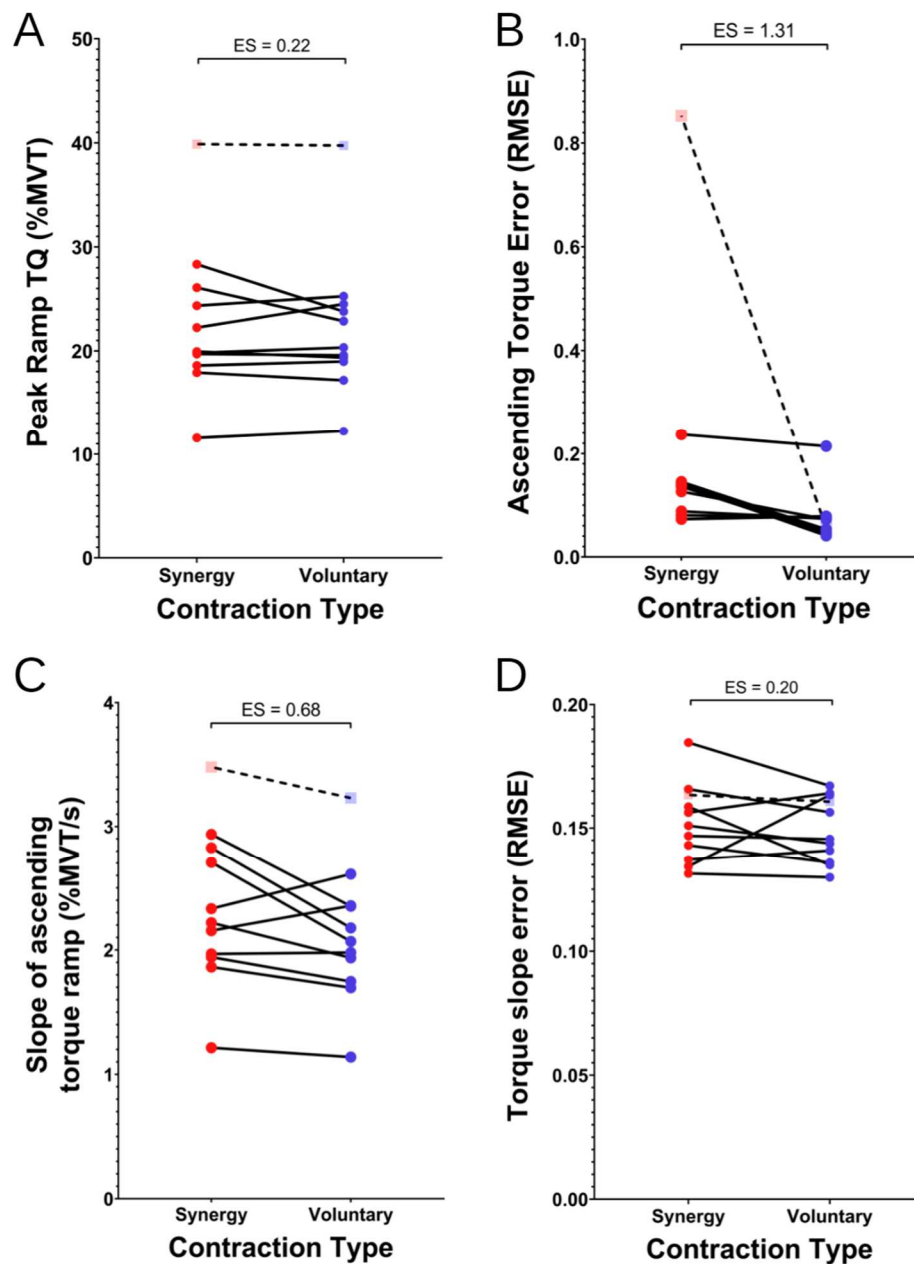 A
ES = 0.22
Peak Ramp TQ (%MVT)
50
40
30
20
10
0
Synergy Voluntary
Contraction Type
B
ES = 1.31
Ascending Torque Error (RMSE)
1.0
0.8
0.6
0.4
0.2
0.0
Synergy Voluntary
Contraction Type
C
ES = 0.68
Slope of ascending
torque ramp (%MVT/s)
4
3
2
1
0
Synergy Voluntary
Contraction Type
D
ES = 0.20
Torque slope error (RMSE)
0.20
0.15
0.10
0.05
0.00
Synergy Voluntary
Contraction Type